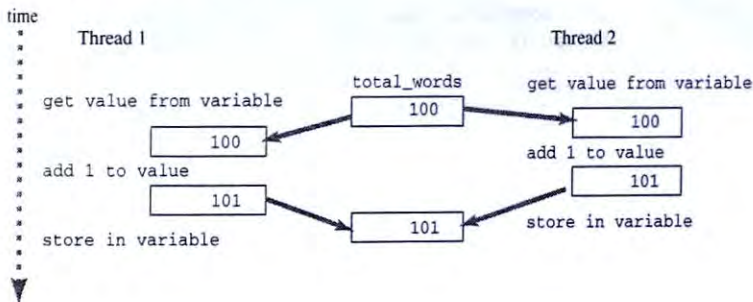 time
Thread 1
Thread 2
total_words
get value from variable
get value from variable
100
100
100
add 1 to value
add 1 to value
101
101
101
store in variable
store in variable